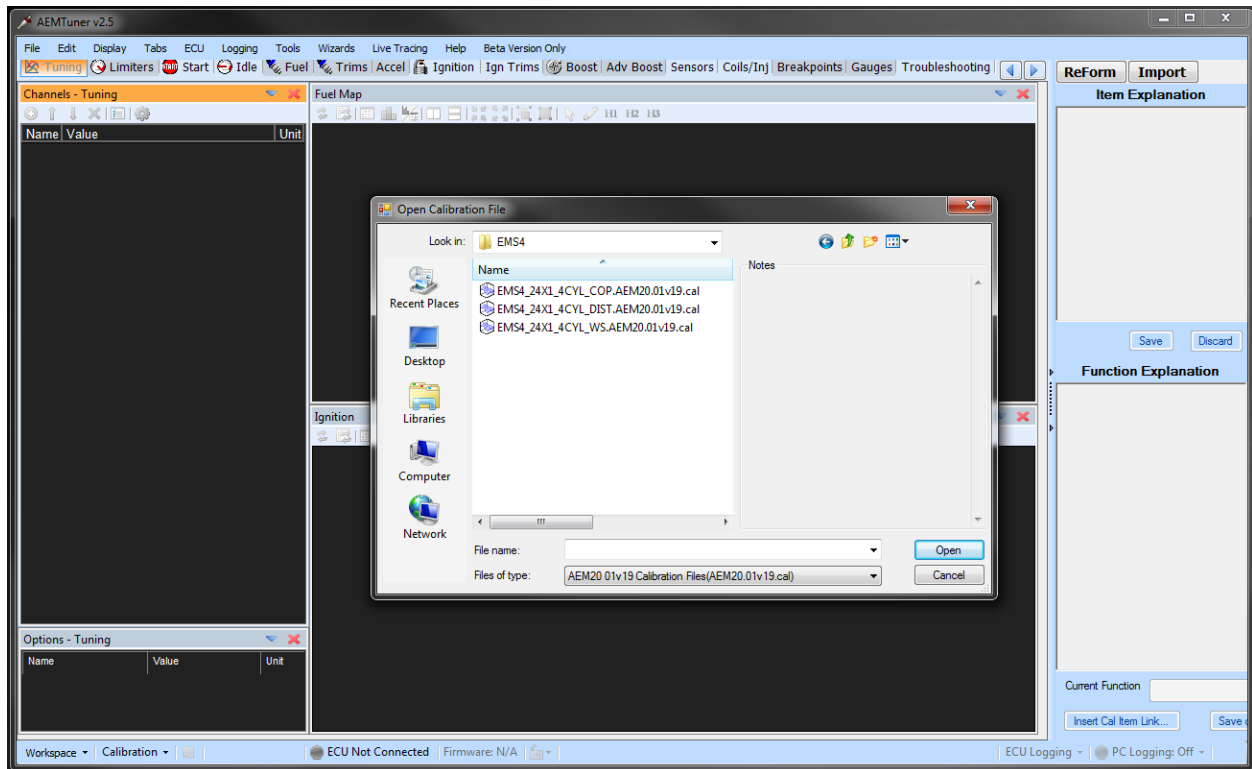 AEMTuner v2.5
File Edit Display Tabs ECU Logging Tools Wizards Live Tracing Help Beta Version Only
Tuning Limiters Start Idle Fuel Trims Accel Ignition Ign Trims Boost Adv Boost Sensors Coils/Inj Breakpoints Gauges Troubleshooting
ReForm Import
Channels - Tuning
Name Value Unit
Fuel Map
H1 H2 H3
Item Explanation
Open Calibration File
Look in: EMS4
Recent Places
Desktop
Libraries
Computer
Network
Name
EMS4_24X1_4CYL_COP.AEM20.01v19.cal
EMS4_24X1_4CYL_DIST.AEM20.01v19.cal
EMS4_24X1_4CYL_WS.AEM20.01v19.cal
Notes
File name:
Open
Files of type: AEM20 01v19 Calibration Files(AEM20.01v19.cal)
Cancel
Save Discard
Function Explanation
Ignition
Options - Tuning
Name Value Unit
Current Function
Insert Cal Item Link... Save
Workspace Calibration ECU Not Connected Firmware: N/A ECU Logging PC Logging: Off